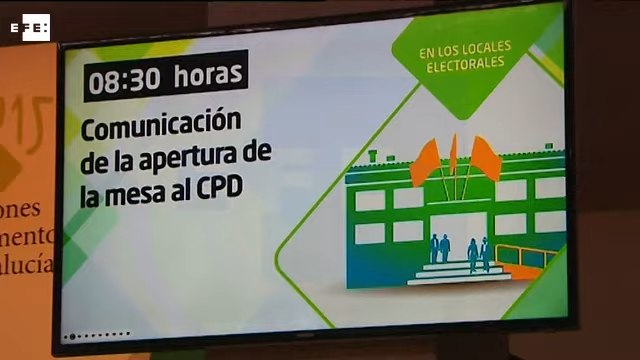 EFE:
08:30 horas
Comunicación
de la apertura de
la mesa al CPD
EN LOS LOCALES
ELECTORALES
015
ones
mento
alucía